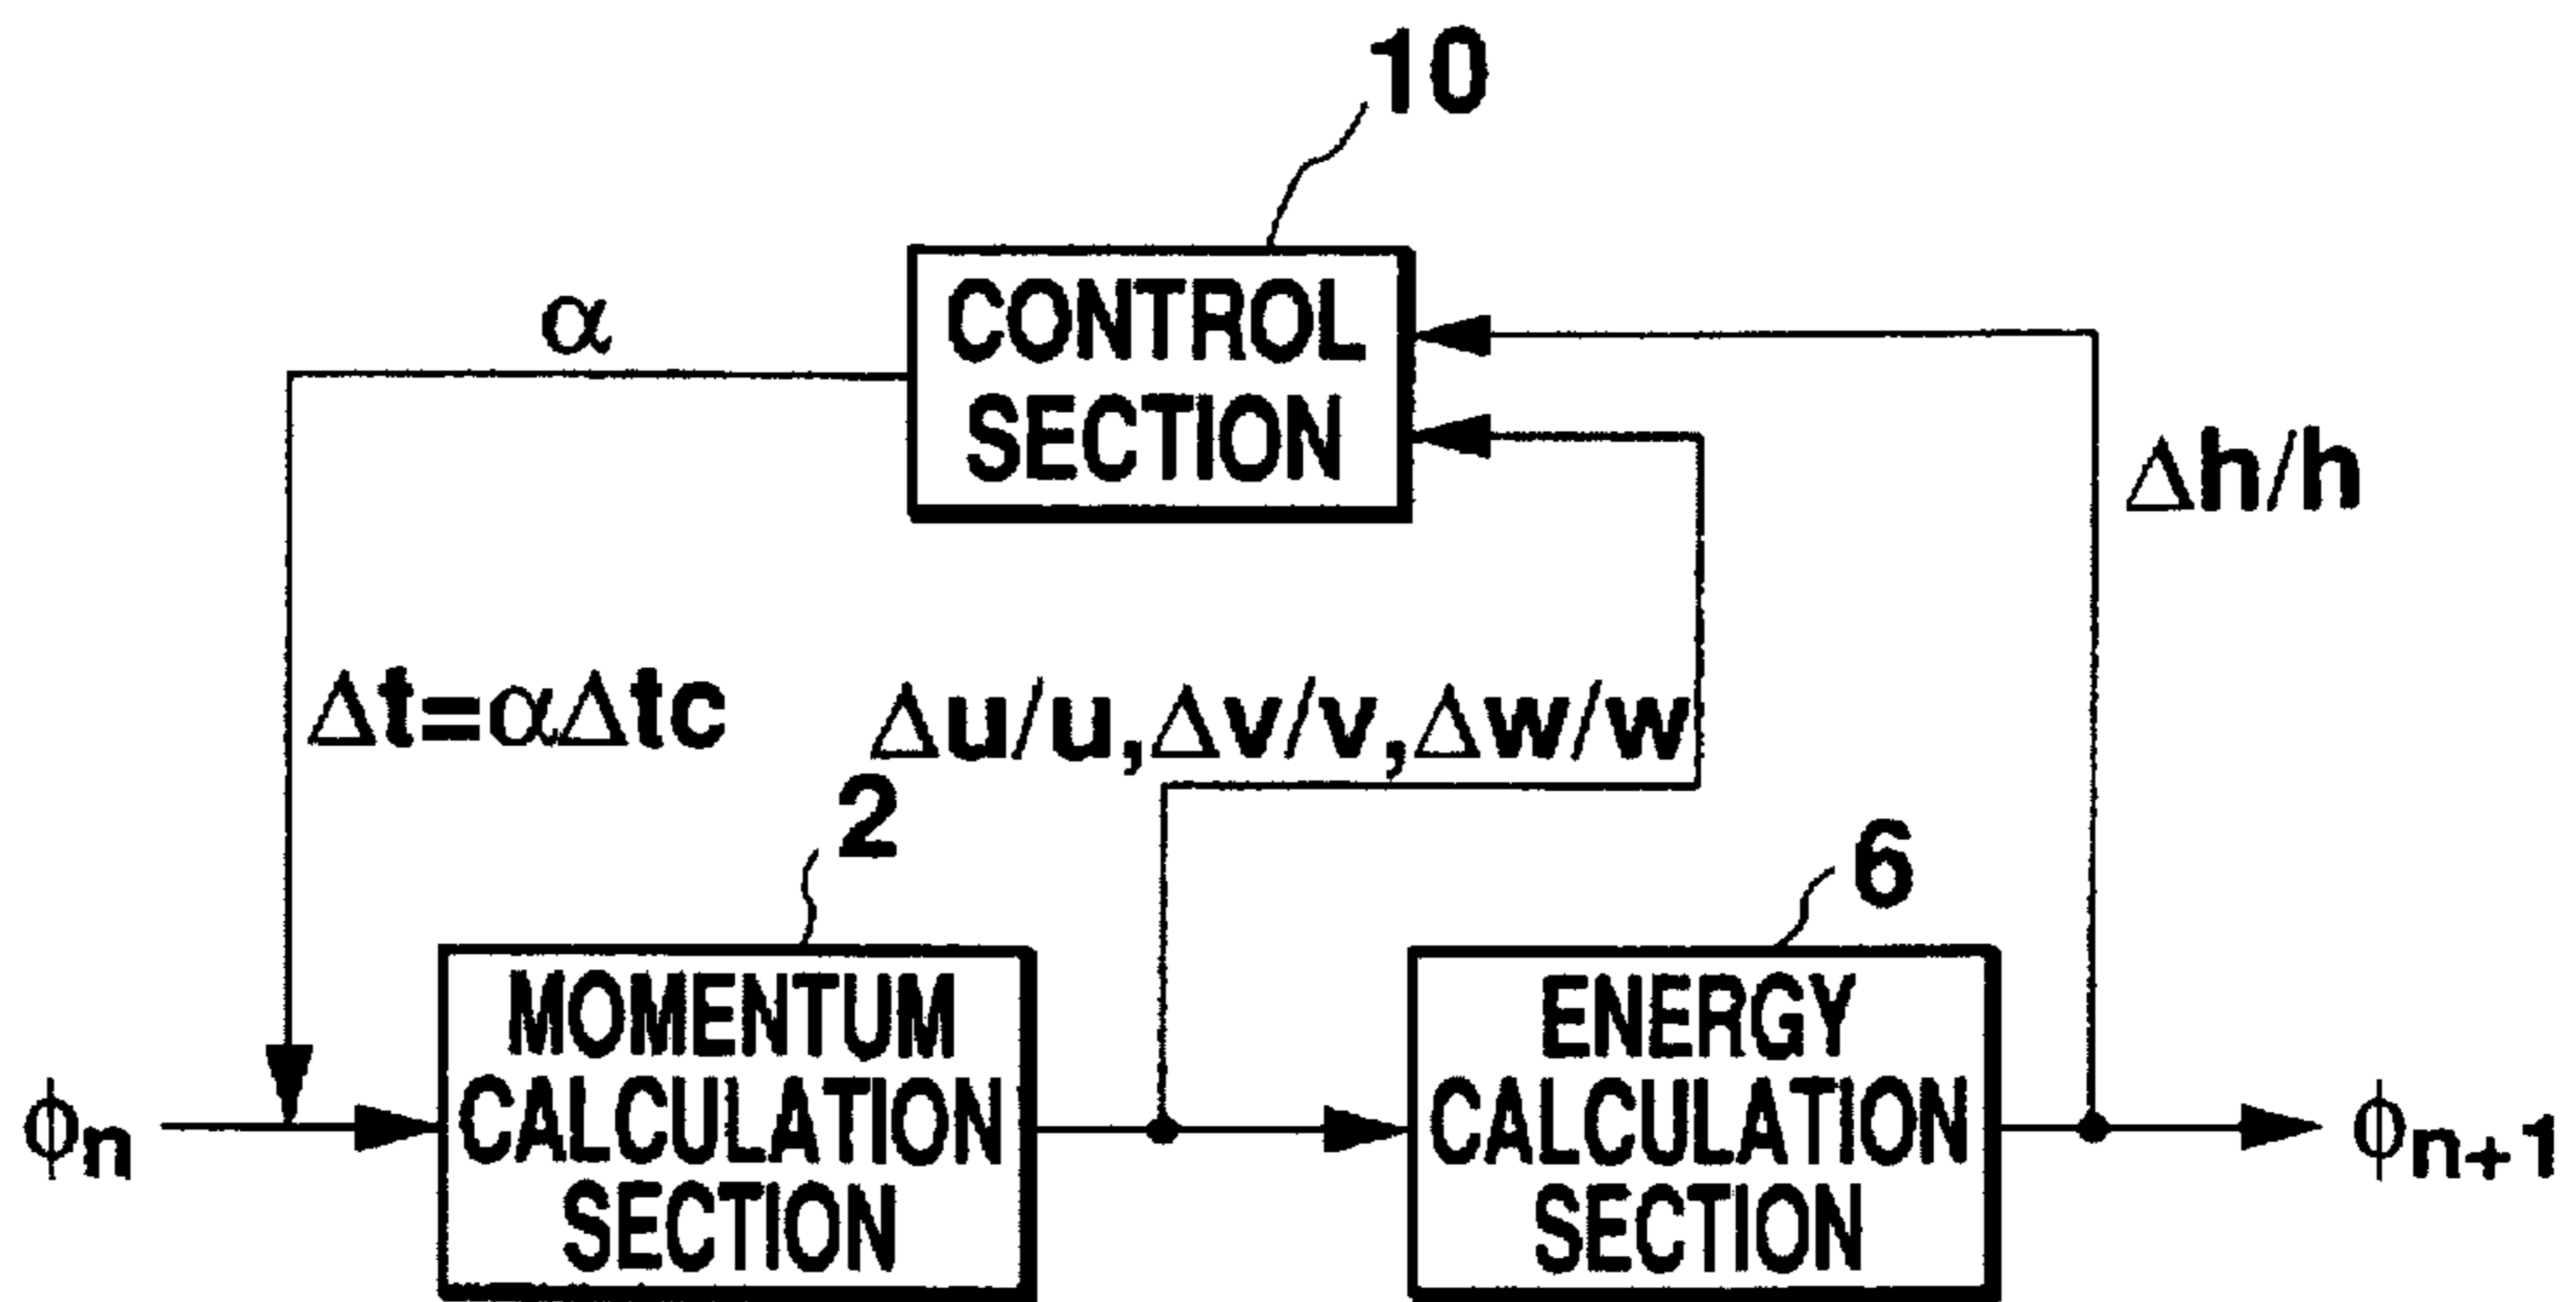 10
CONTROL
SECTION
α
Δh/h
Δt=αΔtc
Δu/u,Δv/v,Δw/w
2
6
MOMENTUM
CALCULATION
SECTION
ENERGY
CALCULATION
SECTION
ϕn
ϕn+1